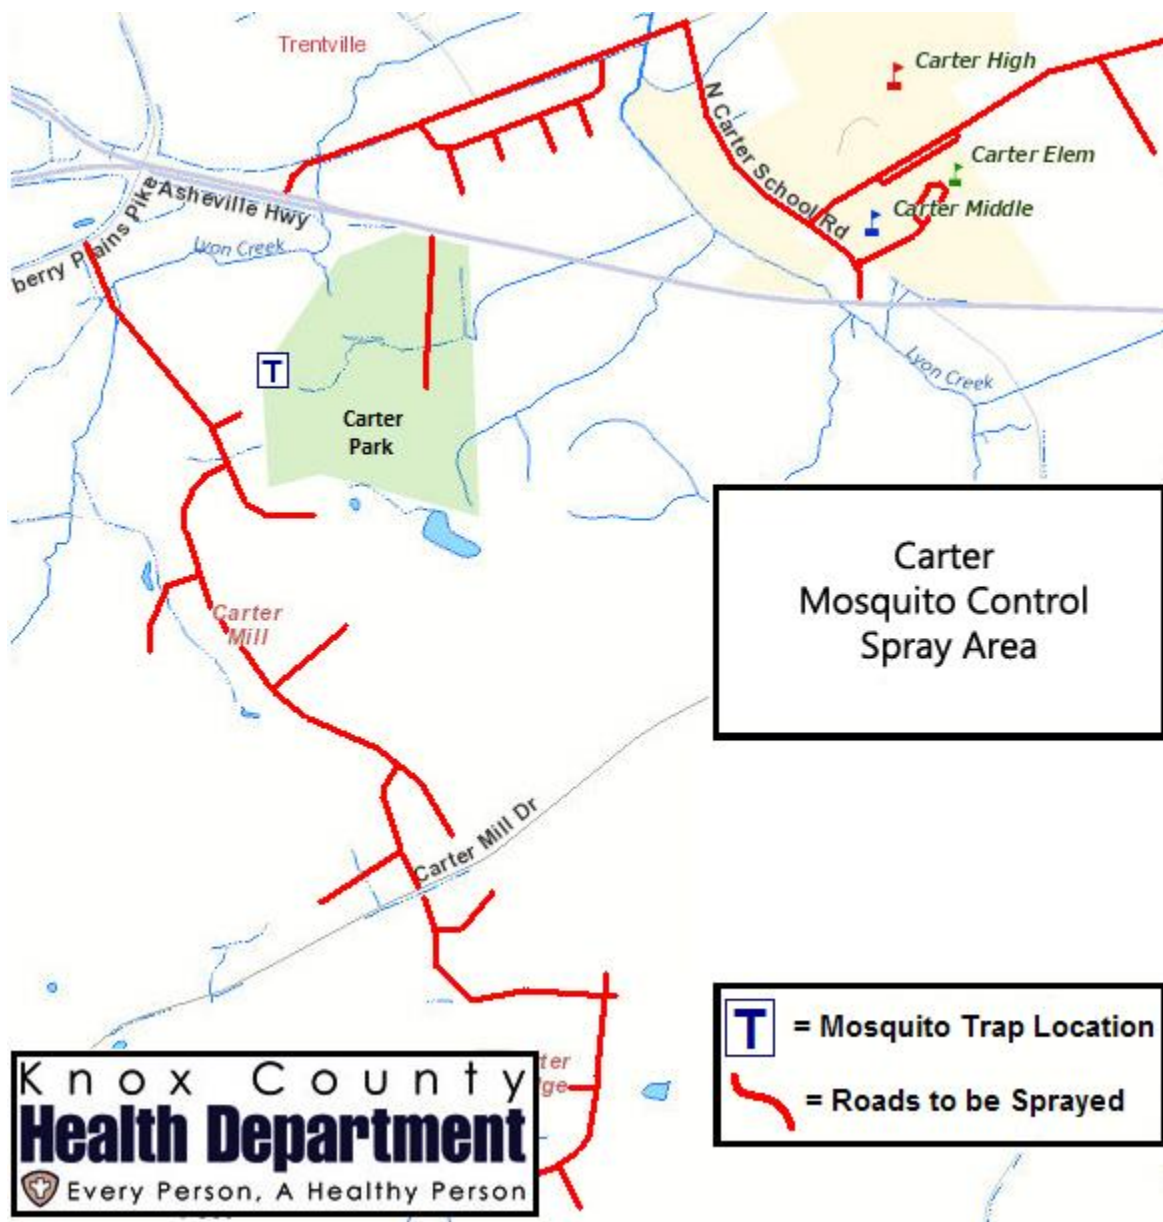 Trentville
Carter High
N Carter School Rd
Carter Elem
Carter Middle
Asheville Hwy
berry Plains Pike
Lyon Creek
Lyon Creek
T
Carter
Park
Carter
Mosquito Control
Spray Area
Carter
Mill
Carter Mill Dr
T = Mosquito Trap Location
= Roads to be Sprayed
Knox County
Health Department
Every Person, A Healthy Person